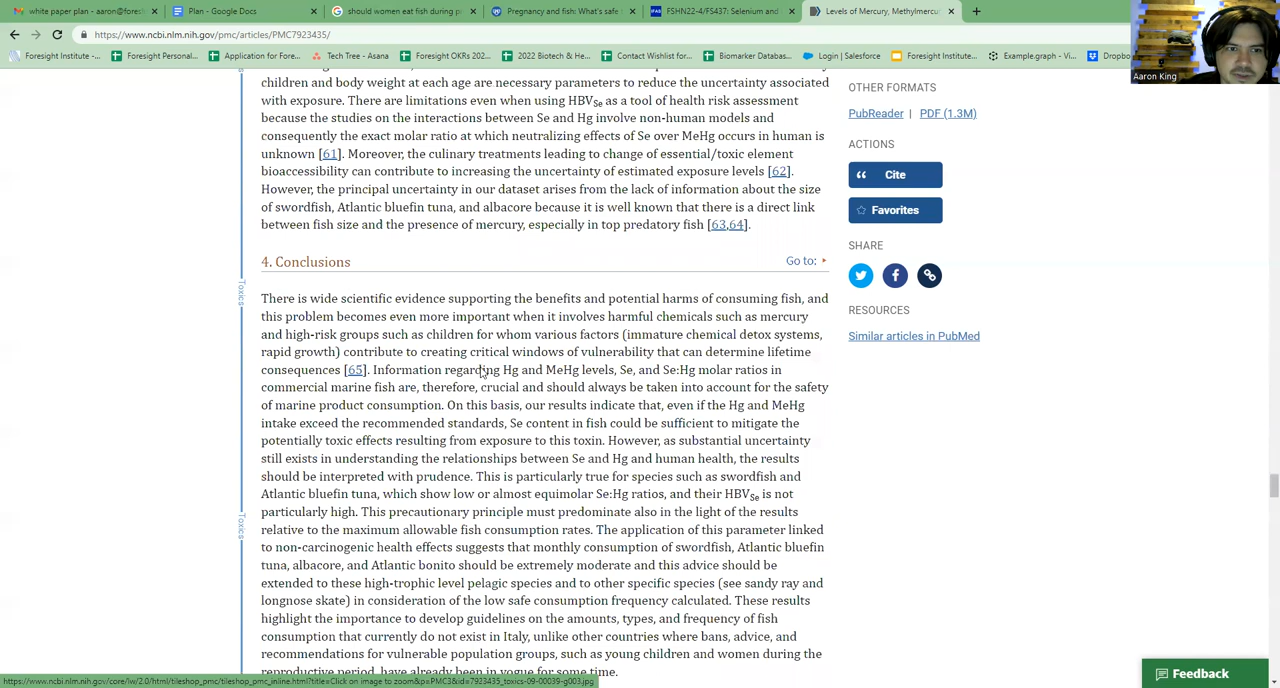 white paper plan - aaron@fores
Plan - Google Docs
should women eat fish during p
Pregnancy and fish: What's safe
FSHN22-4/FS437: Selenium and
Levels of Mercury, Methylmercu
https://www.ncbi.nlm.nih.gov/pmc/articles/PMC7923435/
Foresight Institute -...
Foresight Personal...
Foresight Institute...
Tech Tree - Asana
Foresight OKRs 202...
2022 Biotech & He...
Contact Wishlist for...
Application for Fore...
Biomarker Databas...
Login | Salesforce
Foresight Institute...
Example.graph - Vi...
Dropbo
Aaron King
children and body weight at each age are necessary parameters to reduce the uncertainty associated
with exposure. There are limitations even when using HBVSe as a tool of health risk assessment
because the studies on the interactions between Se and Hg involve non-human models and
consequently the exact molar ratio at which neutralizing effects of Se over MeHg occurs in human is
unknown [61]. Moreover, the culinary treatments leading to change of essential/toxic element
bioaccessibility can contribute to increasing the uncertainty of estimated exposure levels [62].
However, the principal uncertainty in our dataset arises from the lack of information about the size
of swordfish, Atlantic bluefin tuna, and albacore because it is well known that there is a direct link
between fish size and the presence of mercury, especially in top predatory fish [63,64].
4. Conclusions
Go to:
There is wide scientific evidence supporting the benefits and potential harms of consuming fish, and
this problem becomes even more important when it involves harmful chemicals such as mercury
and high-risk groups such as children for whom various factors (immature chemical detox systems,
rapid growth) contribute to creating critical windows of vulnerability that can determine lifetime
consequences [65]. Information regarding Hg and MeHg levels, Se, and Se:Hg molar ratios in
commercial marine fish are, therefore, crucial and should always be taken into account for the safety
of marine product consumption. On this basis, our results indicate that, even if the Hg and MeHg
intake exceed the recommended standards, Se content in fish could be sufficient to mitigate the
potentially toxic effects resulting from exposure to this toxin. However, as substantial uncertainty
still exists in understanding the relationships between Se and Hg and human health, the results
should be interpreted with prudence. This is particularly true for species such as swordfish and
Atlantic bluefin tuna, which show low or almost equimolar Se:Hg ratios, and their HBVSe is not
particularly high. This precautionary principle must predominate also in the light of the results
relative to the maximum allowable fish consumption rates. The application of this parameter linked
to non-carcinogenic health effects suggests that monthly consumption of swordfish, Atlantic bluefin
tuna, albacore, and Atlantic bonito should be extremely moderate and this advice should be
extended to these high-trophic level pelagic species and to other specific species (see sandy ray and
longnose skate) in consideration of the low safe consumption frequency calculated. These results
highlight the importance to develop guidelines on the amounts, types, and frequency of fish
consumption that currently do not exist in Italy, unlike other countries where bans, advice, and
recommendations for vulnerable population groups, such as young children and women during the
reproductive period, have already been in vogue for some time.
Toxics
Toxics
OTHER FORMATS
PubReader | PDF (1.3M)
ACTIONS
Cite
Favorites
SHARE
RESOURCES
Similar articles in PubMed
Feedback
https://www.ncbi.nlm.nih.gov/core/lw/2.0/html/tileshop_pmc/tileshop_pmc_inline.html?title=Click on image to zoom&p=PMC3&id=7923435_toxics-09-00039-g003.jpg